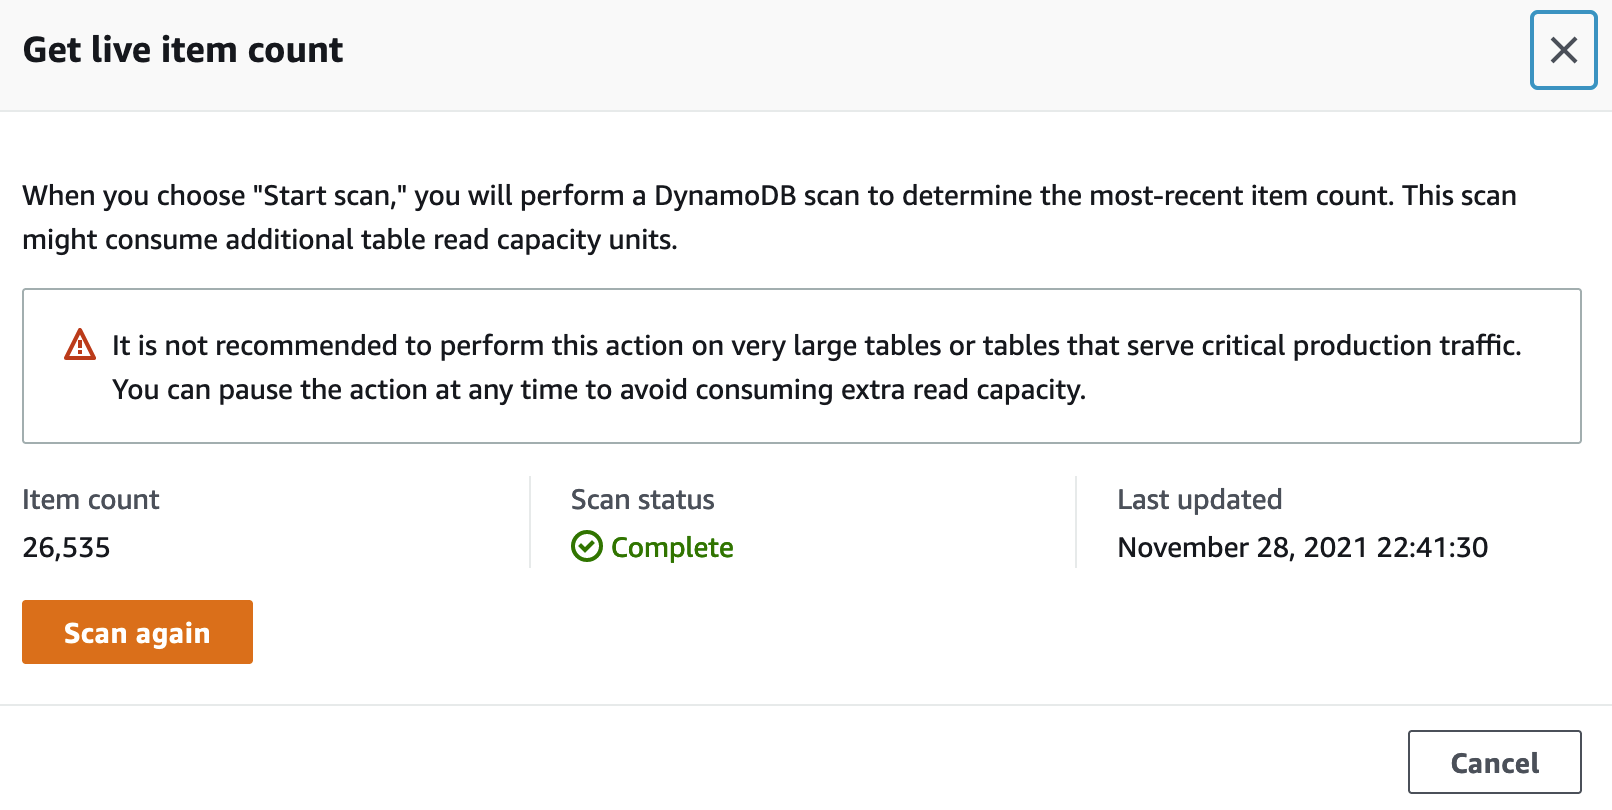 Get live item count
When you choose "Start scan," you will perform a DynamoDB scan to determine the most-recent item count. This scan
might consume additional table read capacity units.
It is not recommended to perform this action on very large tables or tables that serve critical production traffic.
You can pause the action at any time to avoid consuming extra read capacity.
Item count
26,535
Scan status
Complete
Last updated
November 28, 2021 22:41:30
Scan again
Cancel